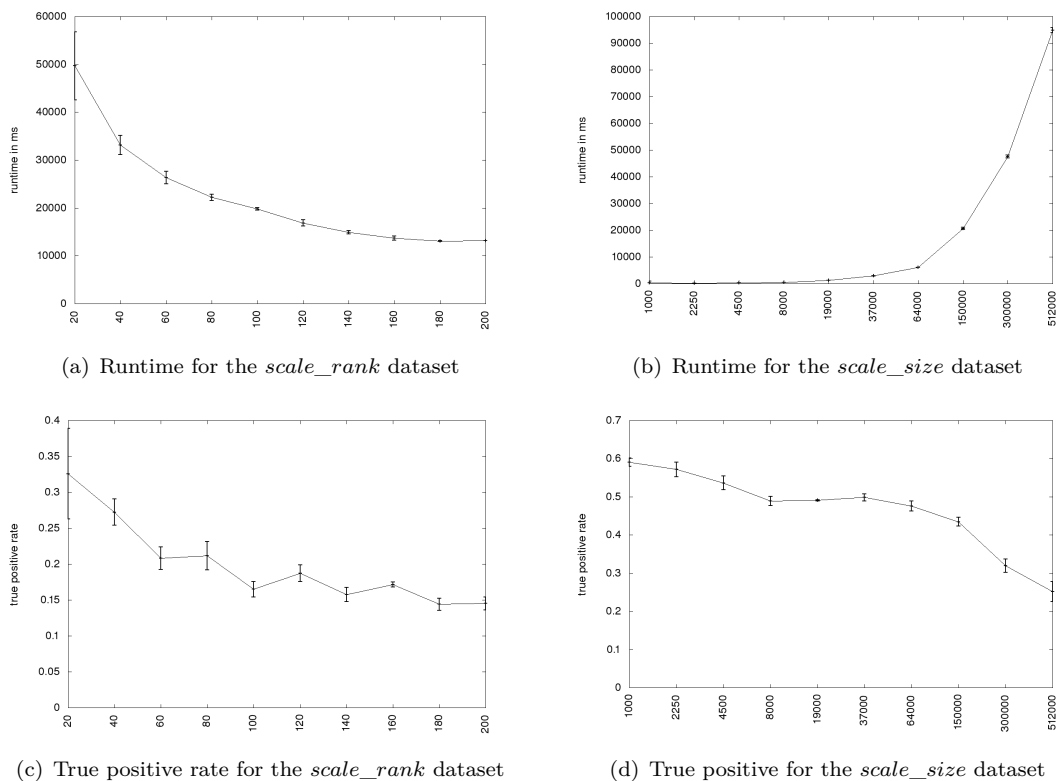 60000
50000
40000
30000
20000
10000
0
runtime in ms
20 40 60 80 100 120 140 160 180 200
(a) Runtime for the scale_rank dataset
100000
90000
80000
70000
60000
50000
40000
30000
20000
10000
0
runtime in ms
1000 2250 4500 8000 19000 37000 64000 150000 300000 512000
(b) Runtime for the scale_size dataset
0.4
0.35
0.3
0.25
0.2
0.15
0.1
0.05
0
true positive rate
20 40 60 80 100 120 140 160 180 200
(c) True positive rate for the scale_rank dataset
0.7
0.6
0.5
0.4
0.3
0.2
0.1
0
true positive rate
1000 2250 4500 8000 19000 37000 64000 150000 300000 512000
(d) True positive for the scale_size dataset